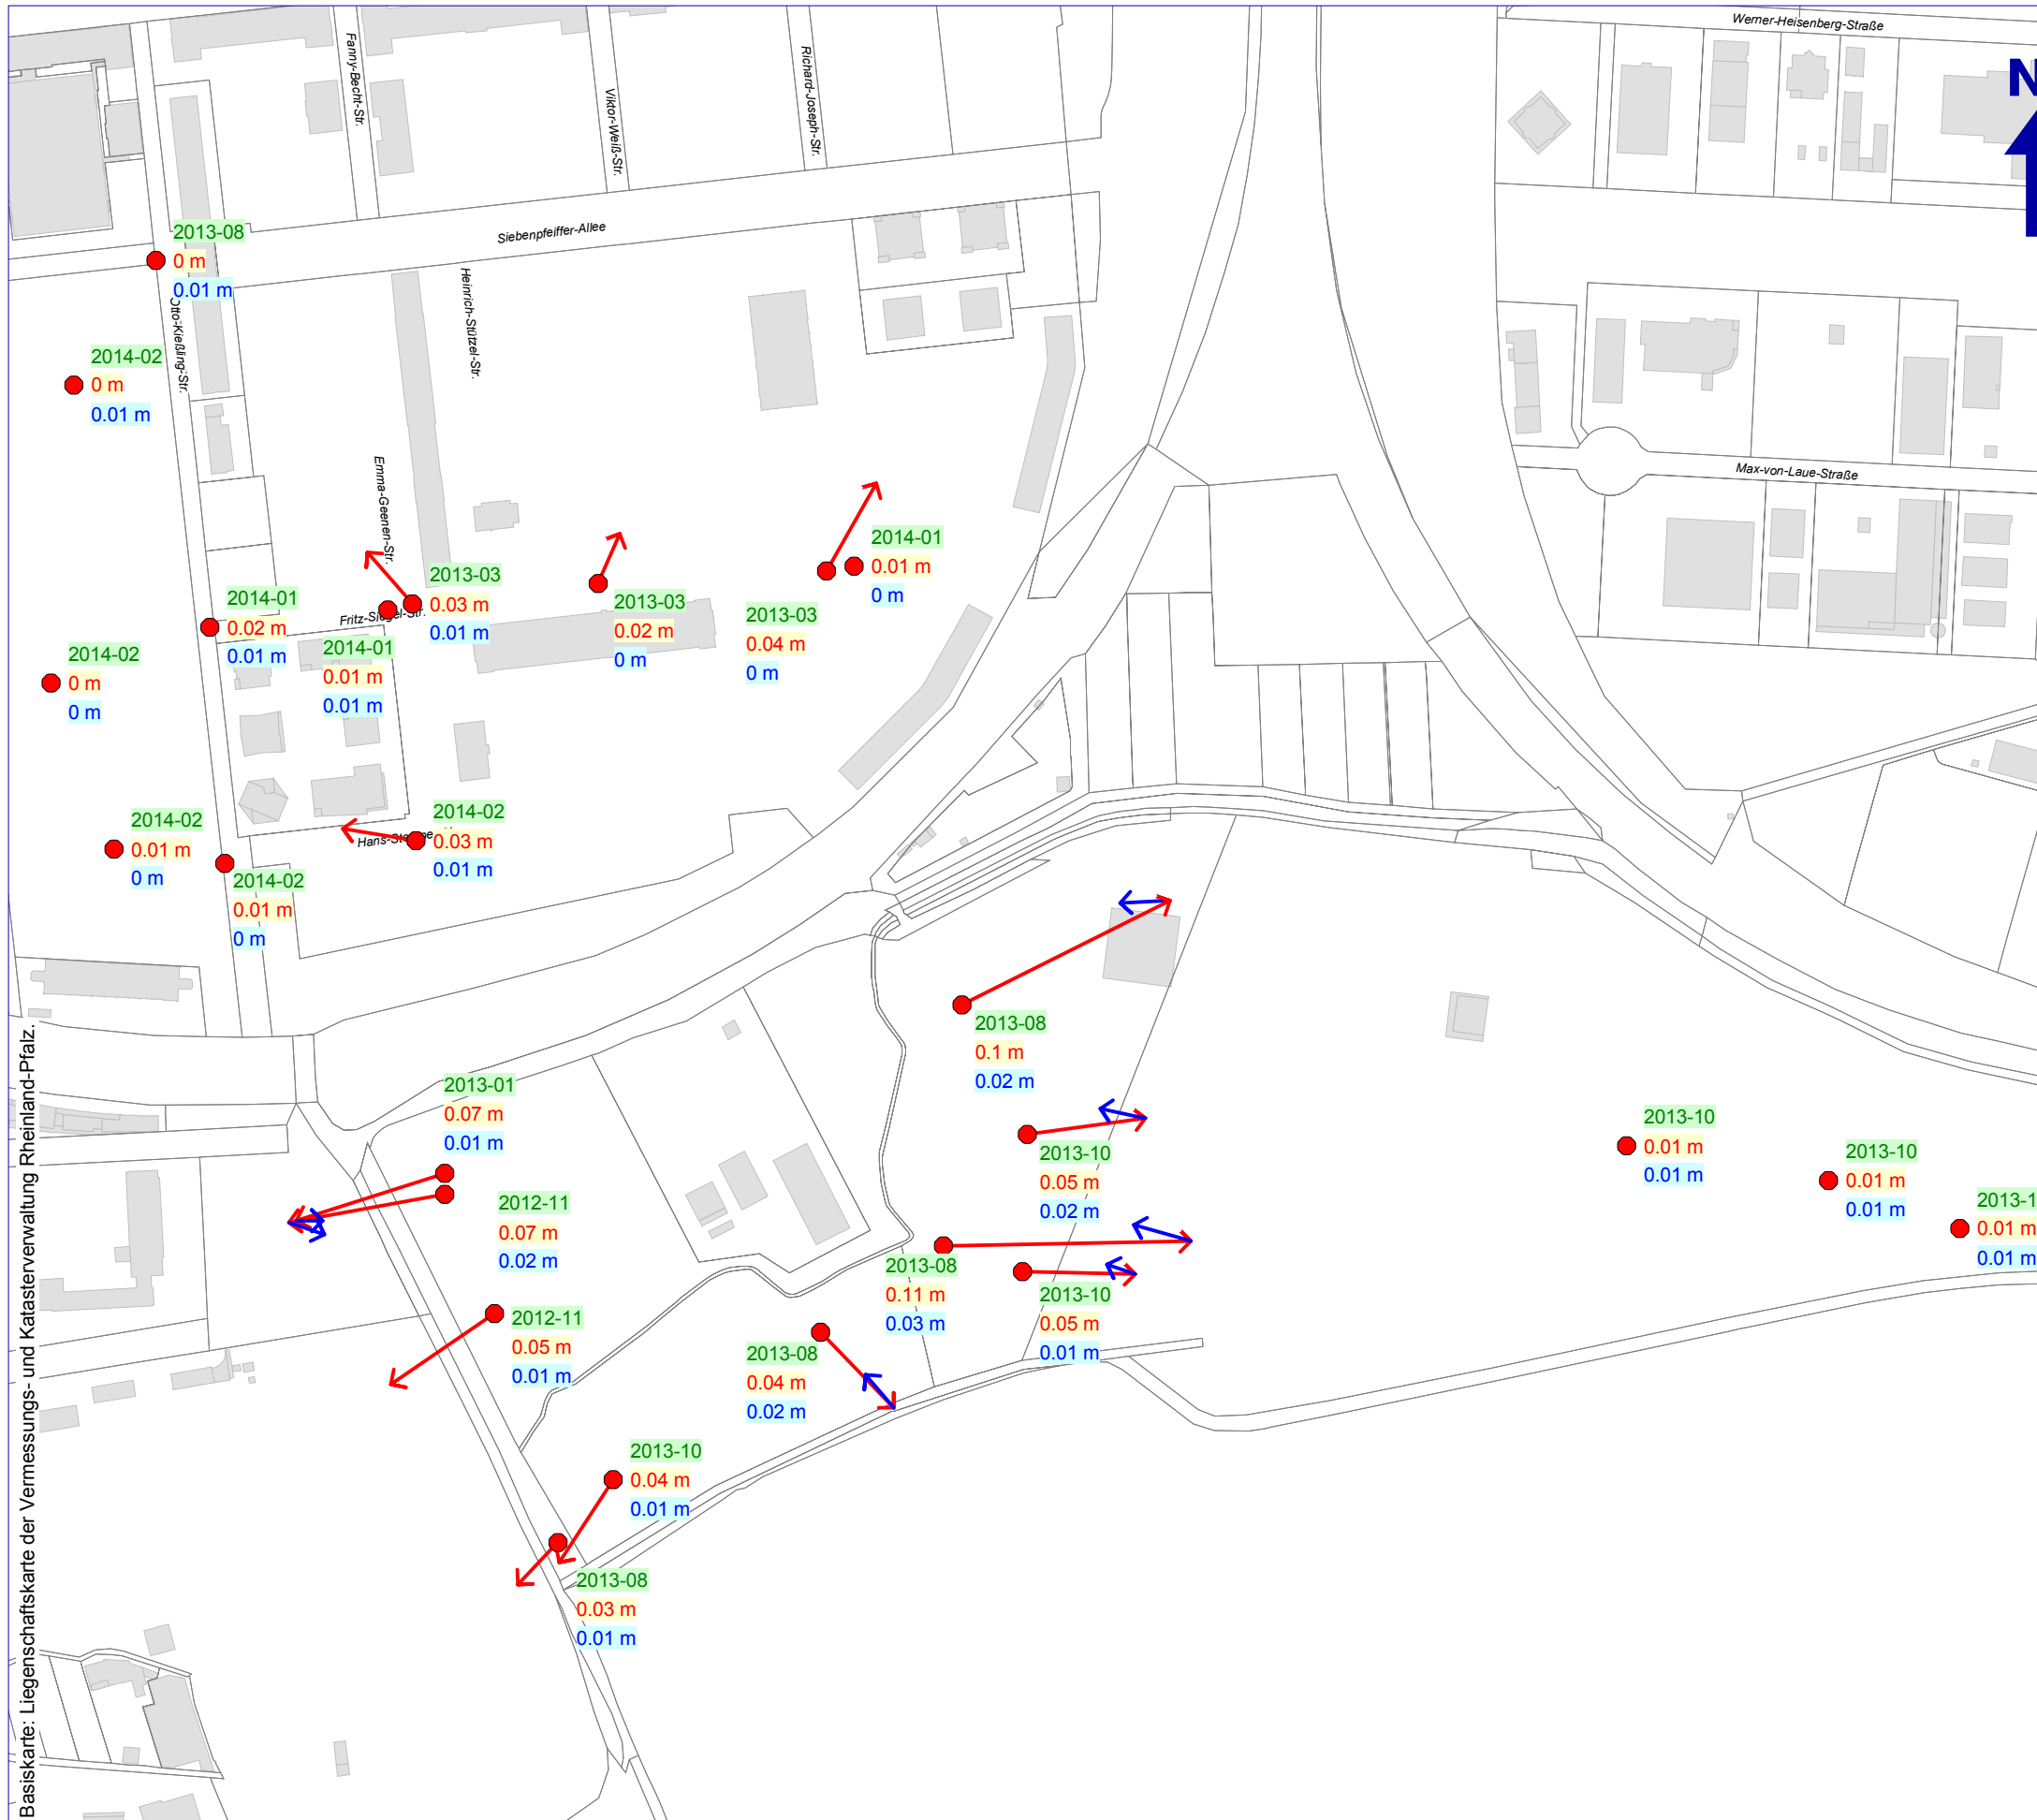 Werner-Heisenberg-Straße
N
Fanny-Becht-Str.
Richard-Joseph-Str.
Viktor-Weiß-Str.
Siebenpfeiffer-Allee
2013-08
0 m
0.01 m
Heinrich-Stützel-Str.
Otto-Kießling-Str.
2014-02
0 m
0.01 m
Emma-Geenen-Str.
Max-von-Laue-Straße
2014-01
0.01 m
0 m
2013-03
0.03 m
0.01 m
2013-03
0.02 m
0 m
2013-03
0.04 m
0 m
2014-01
0.02 m
0.01 m
2014-01
0.01 m
0.01 m
2014-02
0 m
0 m
2014-02
0.03 m
0.01 m
2014-02
0.01 m
0 m
2014-02
0.01 m
0 m
2013-08
0.1 m
0.02 m
2013-01
0.07 m
0.01 m
2013-10
0.05 m
0.02 m
2013-10
0.01 m
0.01 m
2013-10
0.01 m
0.01 m
2013-1
0.01 m
0.01 m
2012-11
0.07 m
0.02 m
2013-08
0.11 m
0.03 m
2013-10
0.05 m
0.01 m
2012-11
0.05 m
0.01 m
2013-08
0.04 m
0.02 m
2013-10
0.04 m
0.01 m
2013-08
0.03 m
0.01 m
Basiskarte: Liegenschaftskarte der Vermessungs- und Katasterverwaltung Rheinland-Pfalz.